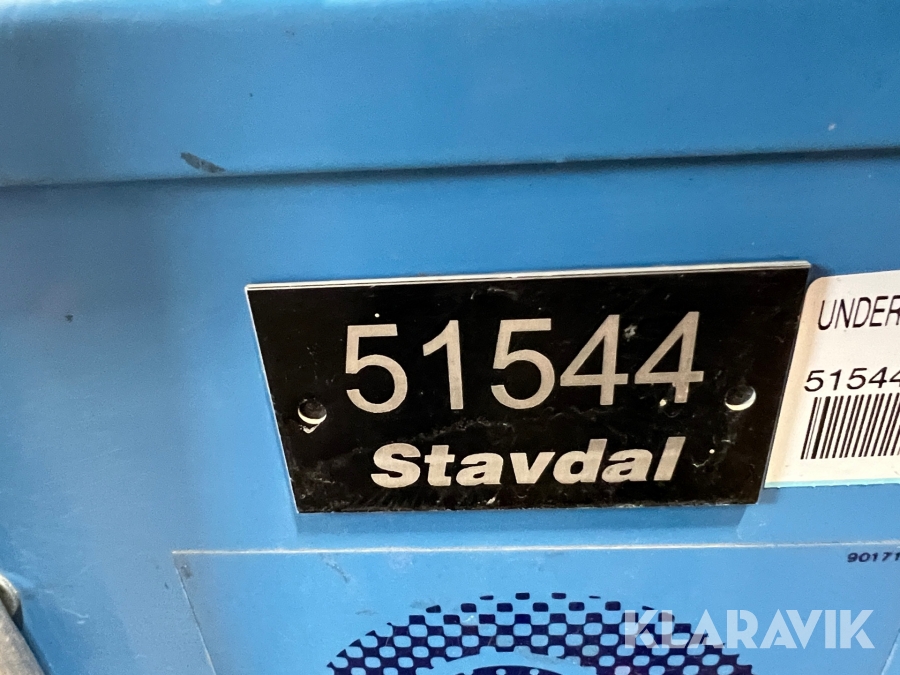 51544
Stavdal
UNDER
51544
90171
KLARAVIK